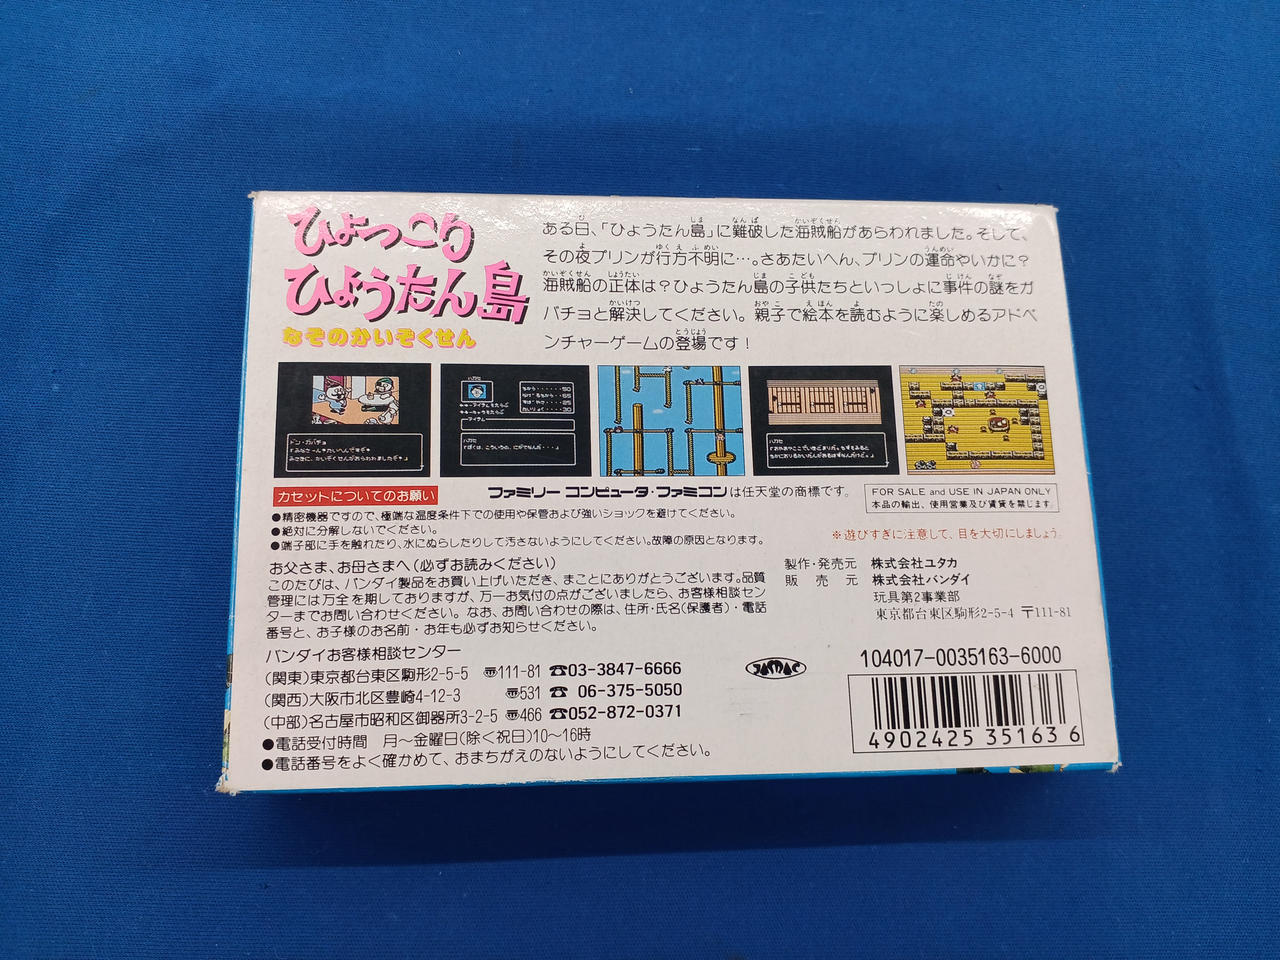 ひょっこり
ひょうたん島
なぞのかいぞくせん
ある日、「ひょうたん島」に難破した海賊船があらわれました。そして、
その夜プリンが行方不明に…。さあたいへん、プリンの運命やいかに？
海賊船の正体は？ひょうたん島の子供たちといっしょに事件の謎をガ
バチョと解決してください。親子で絵本を読むように楽しめるアドベ
ンチャーゲームの登場です！
ドン・ガバチョ
ハカセ
ハカセ
カセットについてのお願い
ファミリー コンピュータ・ファミコンは任天堂の商標です。
FOR SALE and USE IN JAPAN ONLY
本品の輸出、使用営業及び賃貸を禁じます。
●精密機器ですので、極端な温度条件下での使用や保管および強いショックを避けてください。
●絶対に分解しないでください。
●端子部に手を触れたり、水にぬらしたりして汚さないようにしてください。故障の原因となります。
※遊びすぎに注意して、目を大切にしましょう。
お父さま、お母さまへ(必ずお読みください)
このたびは、バンダイ製品をお買い上げいただき、まことにありがとうございます。品質
管理には万全を期しておりますが、万一お気付の点がございましたら、お客様相談セン
ターまでお問い合わせください。なお、お問い合わせの際は、住所・氏名(保護者)・電話
番号と、お子様のお名前・お年も必ずお知らせください。
製作・発売元 株式会社ユタカ
販売元 株式会社バンダイ
玩具第2事業部
東京都台東区駒形2-5-4 〒111-81
バンダイお客様相談センター
(関東)東京都台東区駒形2-5-5 〠111-81 ☎03-3847-6666
(関西)大阪市北区豊崎4-12-3 〠531 ☎06-375-5050
(中部)名古屋市昭和区御器所3-2-5 〠466 ☎052-872-0371
●電話受付時間 月〜金曜日(除く祝日)10〜16時
●電話番号をよく確かめて、おまちがえのないようにしてください。
104017-0035163-6000
4902425 351636